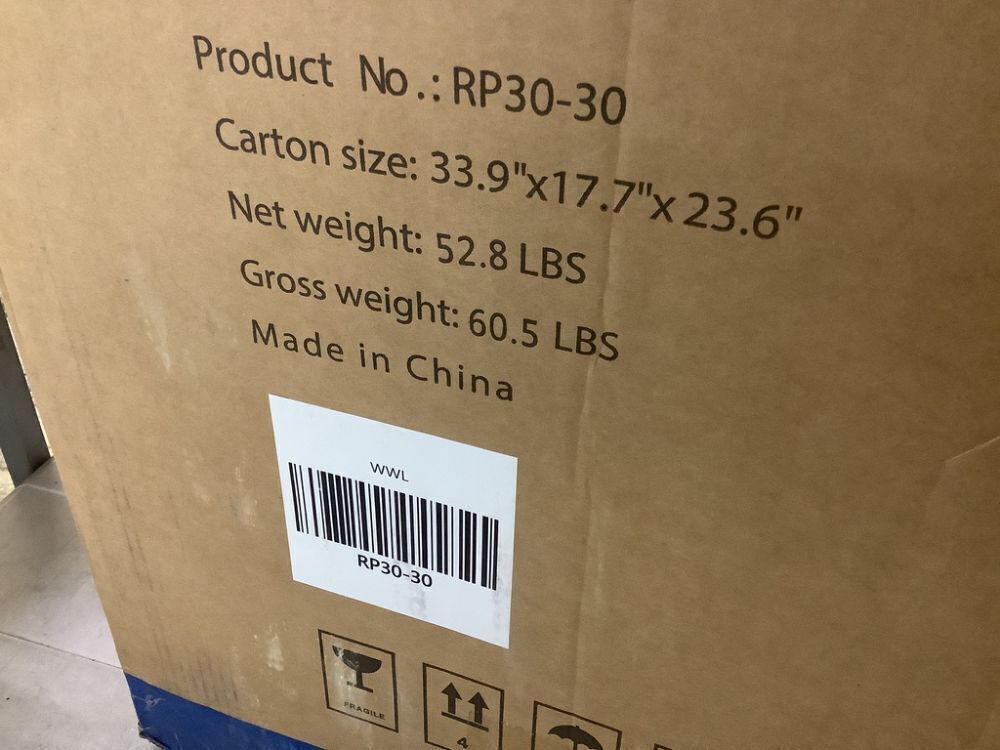 Product No.: RP30-30
Carton size: 33.9"x17.7"x 23.6"
Net weight: 52.8 LBS
Gross weight: 60.5 LBS
Made in China
WWL
RP30-30
FRAGILE
4